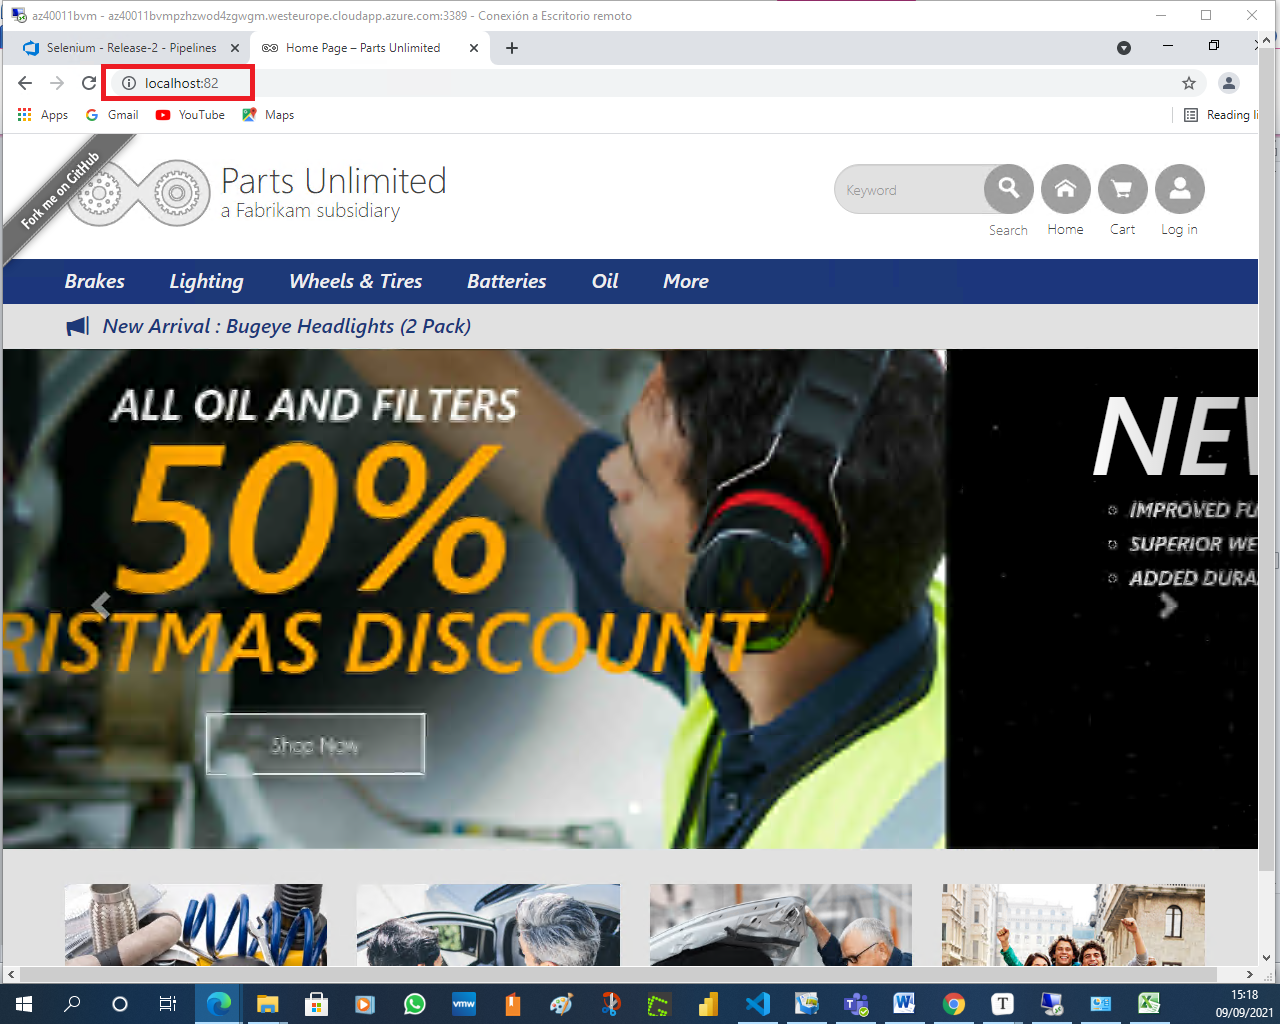 az40011bvm - az40011bvmpzhzwod4zgwgm.westeurope.cloudapp.azure.com:3389 - Conexión a Escritorio remoto
Selenium - Release-2 - Pipelines
Home Page – Parts Unlimited
localhost:82
Apps
Gmail
YouTube
Maps
Reading li
Fork me on GitHub
Parts Unlimited
a Fabrikam subsidiary
Keyword
Search
Home
Cart
Log in
Brakes
Lighting
Wheels & Tires
Batteries
Oil
More
New Arrival : Bugeye Headlights (2 Pack)
ALL OIL AND FILTERS
50%
RISTMAS DISCOUNT
Shop Now
NEW
IMPROVED FU
SUPERIOR WE
ADDED DURA
vmw
T
15:18
09/09/2021